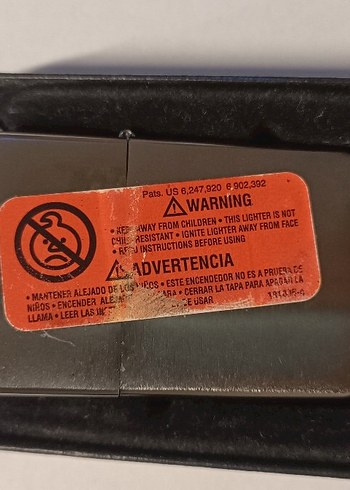 Pats. US 6,247,920 6,902,392
WARNING
• KEEP AWAY FROM CHILDREN • THIS LIGHTER IS NOT
CHILD RESISTANT • IGNITE LIGHTER AWAY FROM FACE
• READ INSTRUCTIONS BEFORE USING
ADVERTENCIA
• MANTENER ALEJADO DE LOS NIÑOS • ESTE ENCENDEDOR NO ES A PRUEBA DE
NIÑOS • ENCENDER CARA • CERRAR LA TAPA PARA APAGAR LA
LLAMA • LEER LAS DE USAR